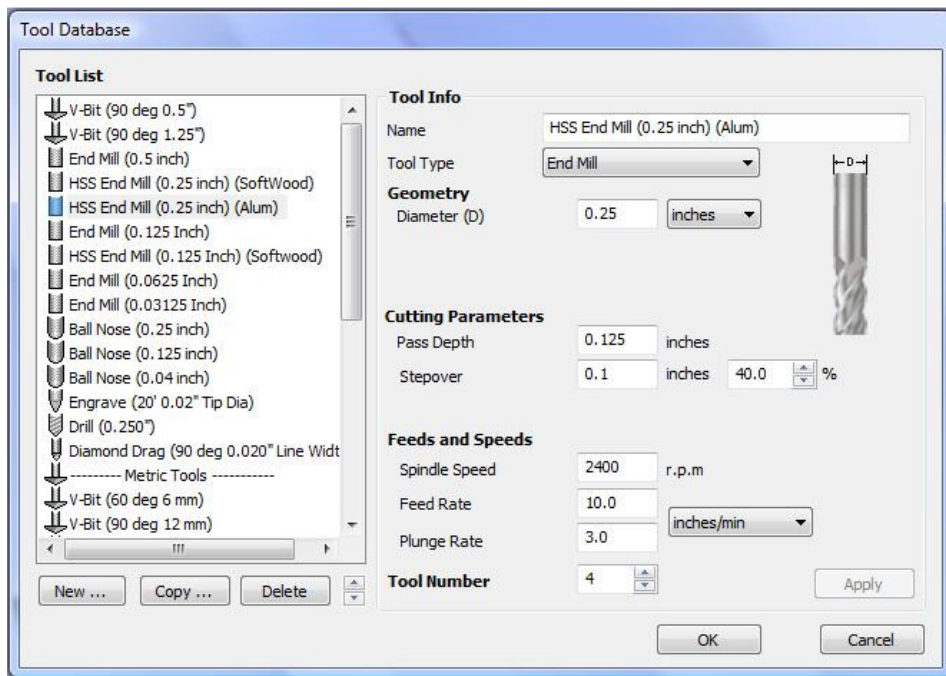 Tool Database
Tool List
V-Bit (90 deg 0.5")
V-Bit (90 deg 1.25")
End Mill (0.5 inch)
HSS End Mill (0.25 inch) (SoftWood)
HSS End Mill (0.25 inch) (Alum)
End Mill (0.125 Inch)
HSS End Mill (0.125 Inch) (Softwood)
End Mill (0.0625 Inch)
End Mill (0.03125 Inch)
Ball Nose (0.25 inch)
Ball Nose (0.125 inch)
Ball Nose (0.04 inch)
Engrave (20' 0.02" Tip Dia)
Drill (0.250")
Diamond Drag (90 deg 0.020" Line Widt
--------- Metric Tools -----------
V-Bit (60 deg 6 mm)
V-Bit (90 deg 12 mm)
New ... Copy ... Delete
Tool Info
Name HSS End Mill (0.25 inch) (Alum)
Tool Type End Mill
D
Geometry
Diameter (D) 0.25 inches
Cutting Parameters
Pass Depth 0.125 inches
Stepover 0.1 inches 40.0 %
Feeds and Speeds
Spindle Speed 2400 r.p.m
Feed Rate 10.0
inches/min
Plunge Rate 3.0
Tool Number 4
Apply
OK Cancel